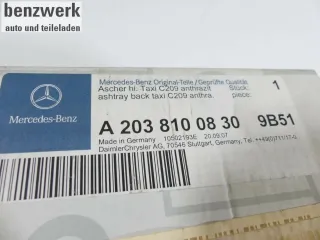 benzwerk
auto und teileladen
Mercedes-Benz Original-Teile / Geprüfte Qualität
Ascher hi. Taxi C209 anthrazit Stück: 1
ashtray back taxi C209 anthra. piece:
Mercedes-Benz
A 203 810 08 30 9B51
Made in Germany 10502193E 20.09.07
DaimlerChrysler AG, 70546 Stuttgart, Germany, Tel.